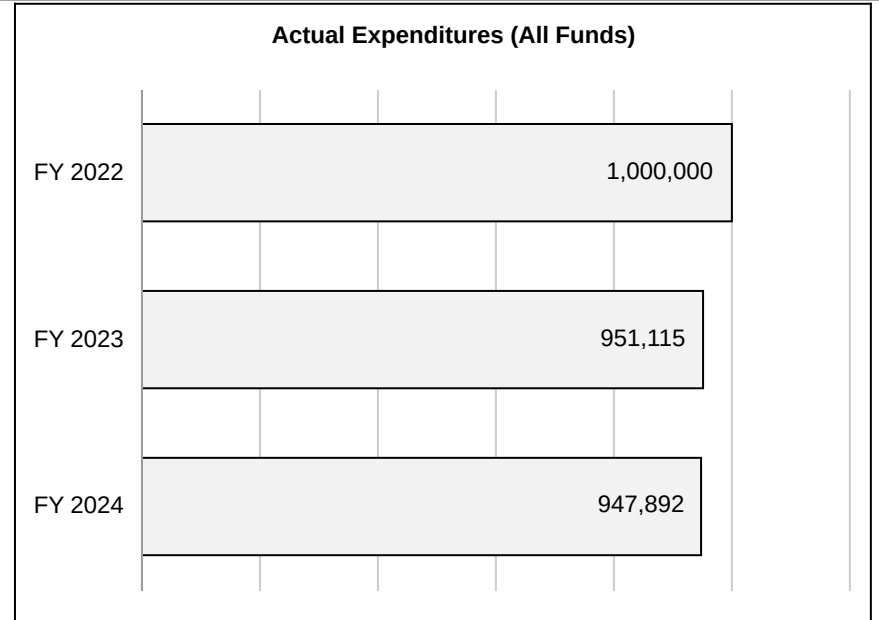 Actual Expenditures (All Funds)
FY 2022 1,000,000
FY 2023 951,115
FY 2024 947,892